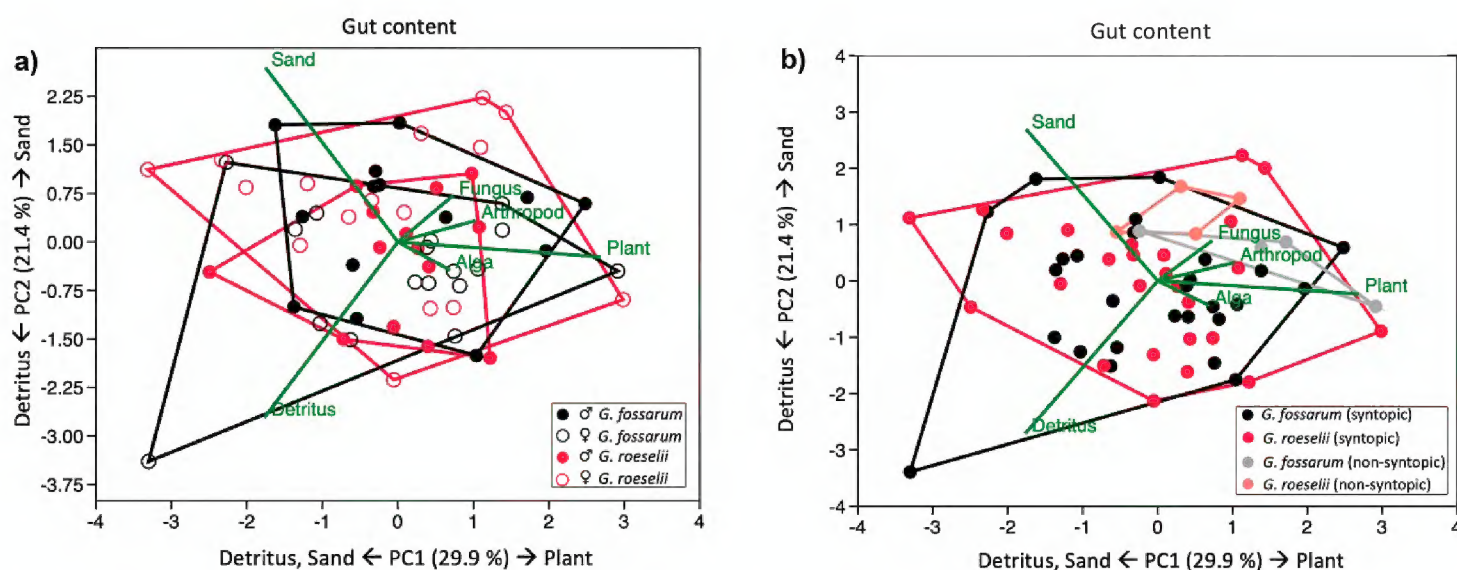 Gut content
a)
Sand
2.25
1.50
0.75
0.00
-0.75
-1.50
-2.25
-3.00
-3.75
Detritus ← PC2 (21.4 %) → Sand
Fungus
Arthropod
Plant
Alga
Detritus
♂ G. fossarum
♀ G. fossarum
♂ G. roeselii
♀ G. roeselii
-4 -3 -2 -1 0 1 2 3 4
Detritus, Sand ← PC1 (29.9 %) → Plant
Gut content
b)
4
3
2
1
0
-1
-2
-3
-4
Detritus ← PC2 (21.4 %) → Sand
Sand
Fungus
Arthropod
Plant
Alga
Detritus
G. fossarum (syntopic)
G. roeselii (syntopic)
G. fossarum (non-syntopic)
G. roeselii (non-syntopic)
-4 -3 -2 -1 0 1 2 3 4
Detritus, Sand ← PC1 (29.9 %) → Plant